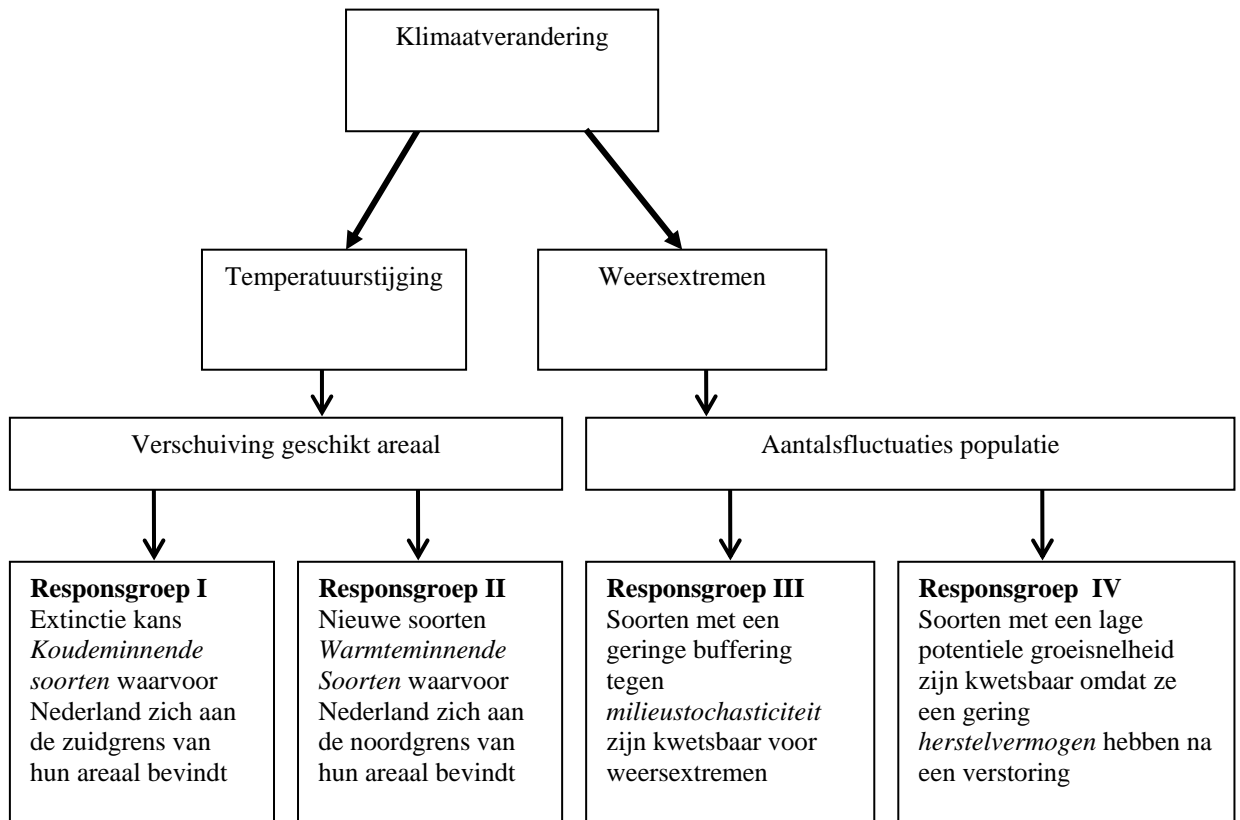 Klimaatverandering
Temperatuurstijging
Weersextremen
Verschuiving geschikt areaal
Aantalsfluctuaties populatie
Responsgroep I
Extinctie kans
Koudeminnende
soorten waarvoor
Nederland zich aan
de zuidgrens van
hun areaal bevindt
Responsgroep II
Nieuwe soorten
Warmteminnende
Soorten waarvoor
Nederland zich aan
de noordgrens van
hun areaal bevindt
Responsgroep III
Soorten met een
geringe buffering
tegen
milieustochasticiteit
zijn kwetsbaar voor
weersextremen
Responsgroep IV
Soorten met een lage
potentiele groeisnelheid
zijn kwetsbaar omdat ze
een gering
herstelvermogen hebben na
een verstoring